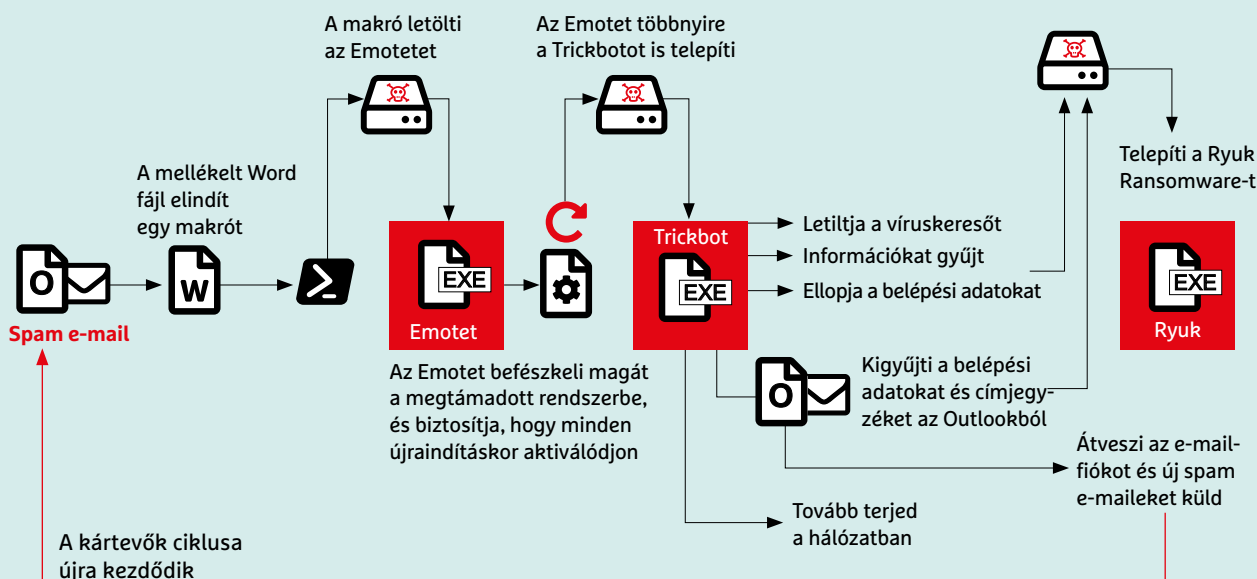 A makró letölti
az Emotetet
Az Emotet többnyire
a Trickbotot is telepíti
Telepíti a Ryuk
Ransomware-t
A mellékelt Word
fájl elindít
egy makrót
O
W
EXE
Emotet
Trickbot
EXE
Letiltja a víruskeresőt
Információkat gyűjt
Ellopja a belépési adatokat
EXE
Ryuk
Spam e-mail
Az Emotet befészkeli magát
a megtámadott rendszerbe,
és biztosítja, hogy minden
újraindításkor aktiválódjon
O
Kigyűjti a belépési
adatokat és címjegy-
zéket az Outlookból
Átveszi az e-mail-
fiókot és új spam
e-maileket küld
Tovább terjed
a hálózatban
A kártevők ciklusa
újra kezdődik